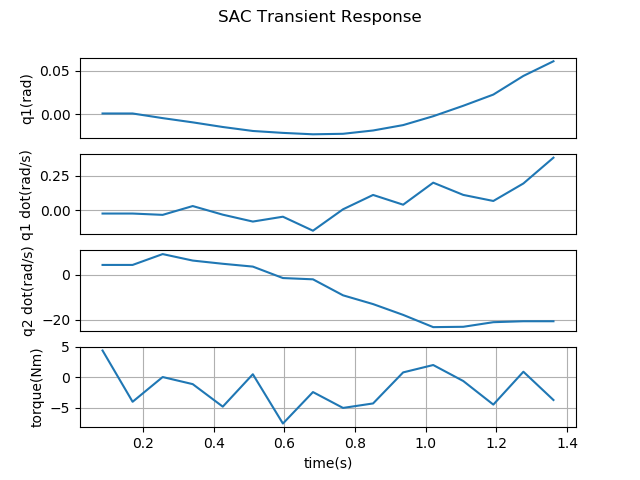 SAC Transient Response
0.05
0.00
q1(rad)
0.25
0.00
q1 dot(rad/s)
0
−20
q2 dot(rad/s)
5
0
−5
torque(Nm)
0.2 0.4 0.6 0.8 1.0 1.2 1.4
time(s)